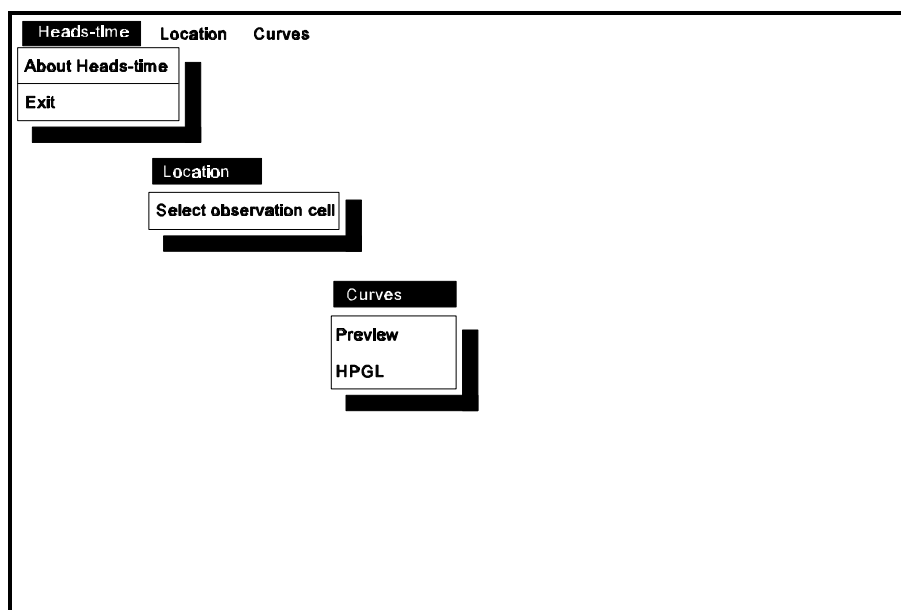 Heads-time Location Curves
About Heads-time
Exit
Location
Select observation cell
Curves
Preview
HPGL